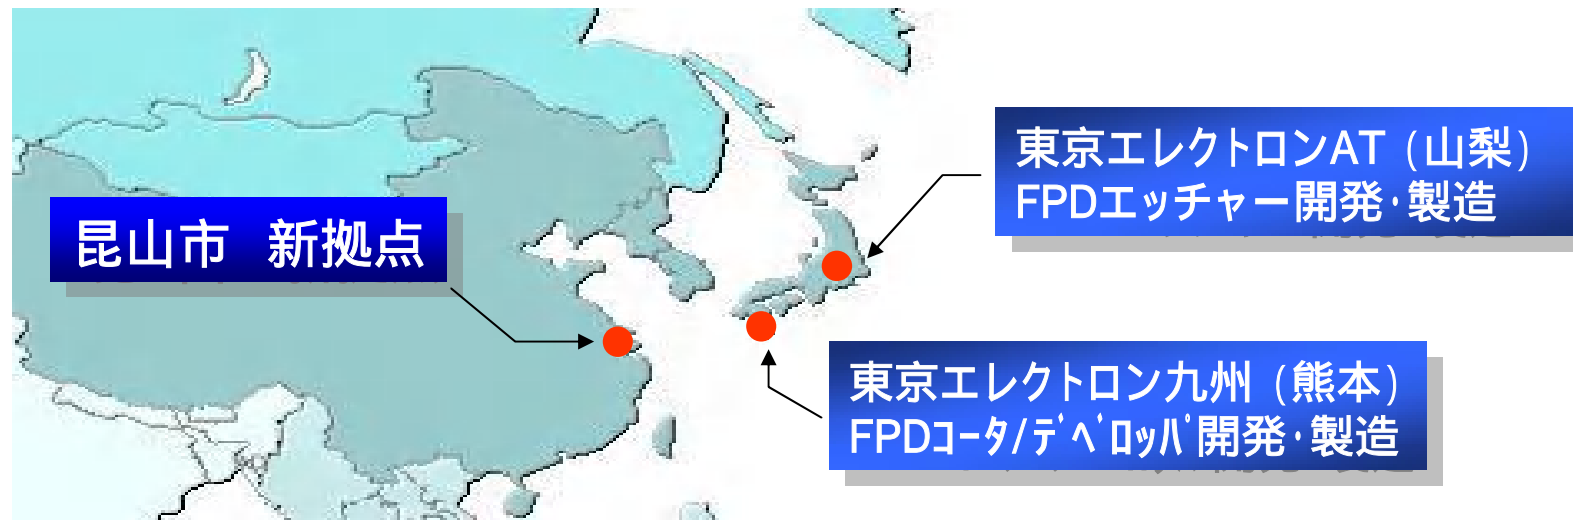 東京エレクトロンAT（山梨）
FPDエッチャー開発･製造
昆山市　新拠点
東京エレクトロン九州（熊本）
FPDｺｰﾀ/ﾃﾞﾍﾞﾛｯﾊﾟ開発･製造